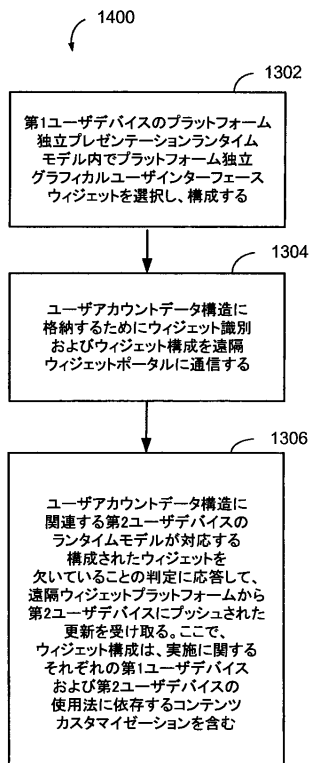 1400
1302
第1ユーザデバイスのプラットフォーム
独立プレゼンテーションランタイム
モデル内でプラットフォーム独立
グラフィカルユーザインターフェース
ウィジェットを選択し、構成する
1304
ユーザアカウントデータ構造に
格納するためにウィジェット識別
およびウィジェット構成を遠隔
ウィジェットポータルに通信する
1306
ユーザアカウントデータ構造に
関連する第2ユーザデバイスの
ランタイムモデルが対応する
構成されたウィジェットを
欠いていることの判定に応答して、
遠隔ウィジェットプラットフォームから
第2ユーザデバイスにプッシュされた
更新を受け取る。ここで、
ウィジェット構成は、実施に関する
それぞれの第1ユーザデバイス
および第2ユーザデバイスの
使用法に依存するコンテンツ
カスタマイゼーションを含む